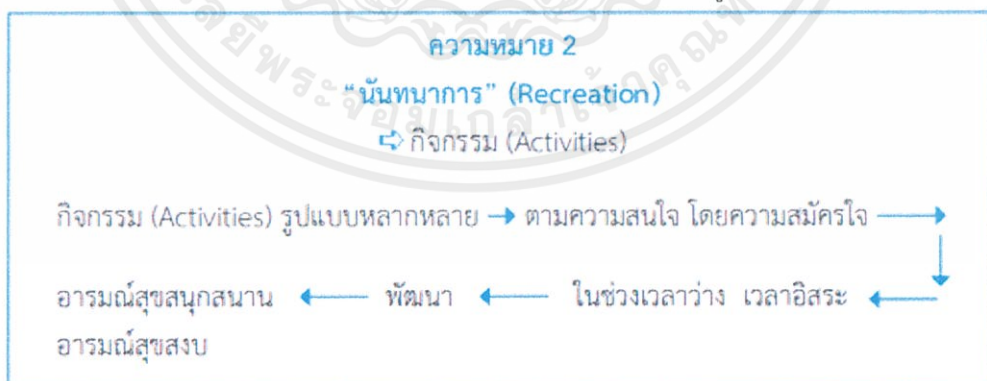 ความหมาย 2
“นันทนาการ” (Recreation)
⇨ กิจกรรม (Activities)
กิจกรรม (Activities) รูปแบบหลากหลาย → ตามความสนใจ โดยความสมัครใจ →
อารมณ์สุขสนุกสนาน ← พัฒนา ← ในช่วงเวลาว่าง เวลาอิสระ ←
อารมณ์สุขสงบ